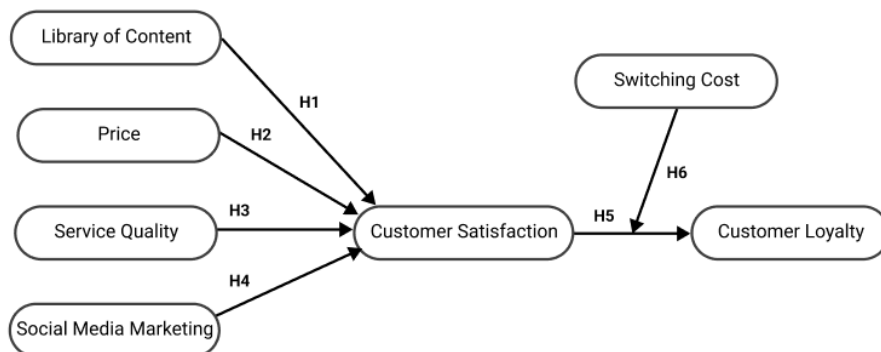 Library of Content
H1
Switching Cost
Price
H2
H6
H3
Service Quality
Customer Satisfaction
H5
Customer Loyalty
H4
Social Media Marketing